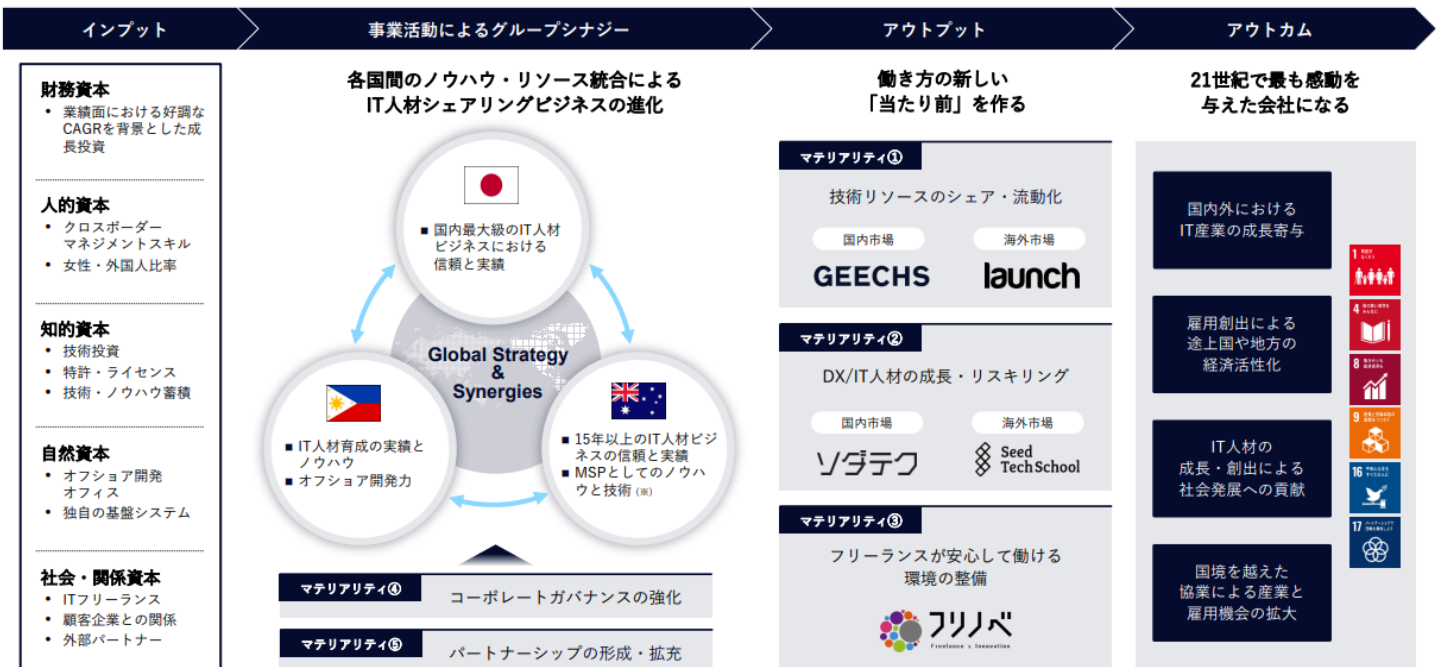 インプット
事業活動によるグループシナジー
アウトプット
アウトカム
財務資本
• 業績面における好調な
CAGRを背景とした成
長投資
人的資本
• クロスボーダー
マネジメントスキル
• 女性・外国人比率
知的資本
• 技術投資
• 特許・ライセンス
• 技術・ノウハウ蓄積
自然資本
• オフショア開発
オフィス
• 独自の基盤システム
社会・関係資本
• ITフリーランス
• 顧客企業との関係
• 外部パートナー
各国間のノウハウ・リソース統合による
IT人材シェアリングビジネスの進化
■ 国内最大級のIT人材
ビジネスにおける
信頼と実績
Global Strategy
&
Synergies
■ IT人材育成の実績と
ノウハウ
■ オフショア開発力
■ 15年以上のIT人材ビジ
ネスの信頼と実績
■ MSPとしてのノウハ
ウと技術 (※)
マテリアリティ④
コーポレートガバナンスの強化
マテリアリティ⑤
パートナーシップの形成・拡充
働き方の新しい
「当たり前」を作る
マテリアリティ①
技術リソースのシェア・流動化
国内市場
海外市場
GEECHS
launch
マテリアリティ②
DX/IT人材の成長・リスキリング
国内市場
海外市場
ソダテク
Seed
Tech School
マテリアリティ③
フリーランスが安心して働ける
環境の整備
フリノベ
Freelance x Innovation
21世紀で最も感動を
与えた会社になる
国内外における
IT産業の成長寄与
雇用創出による
途上国や地方の
経済活性化
IT人材の
成長・創出による
社会発展への貢献
国境を越えた
協業による産業と
雇用機会の拡大
1
4
8
9
16
17